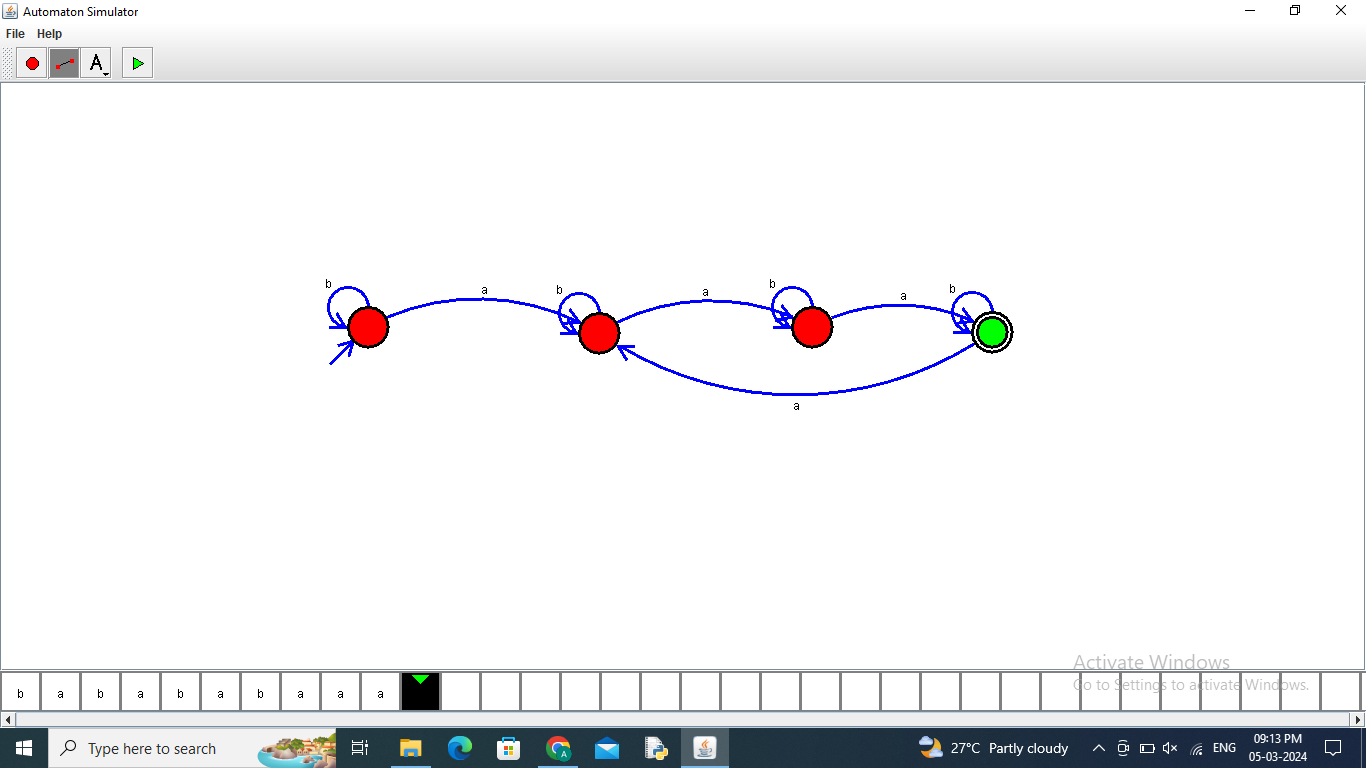 Automaton Simulator
File Help
A
b a b a b a b a
a a a
b a b a b a b a a a
Activate Windows
Go to Settings to activate Windows.
Type here to search
27°C Partly cloudy
ENG
09:13 PM
05-03-2024